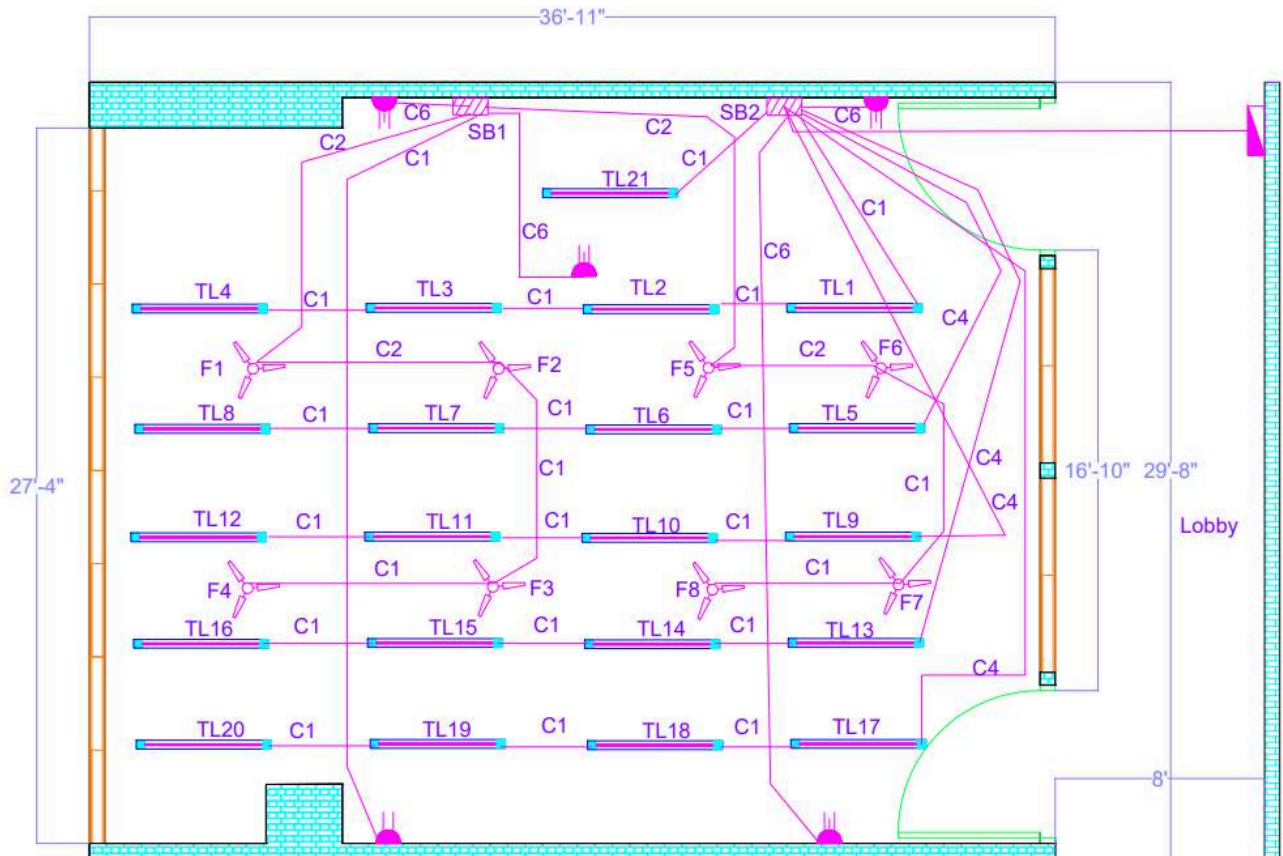 36'-11"
C6
SB1
C2
SB2
C6
C2
C1
C1
TL21
C1
C6
C6
TL4
C1
TL3
C1
TL2
C1
TL1
C4
F1
C2
F2
F5
C2
F6
TL8
C1
TL7
C1
TL6
C1
TL5
27'-4"
C1
C4
C1
C4
16'-10"
29'-8"
Lobby
TL12
C1
TL11
C1
TL10
C1
TL9
F4
C1
F3
F8
C1
F7
TL16
C1
TL15
C1
TL14
C1
TL13
C4
TL20
C1
TL19
C1
TL18
C1
TL17
8'